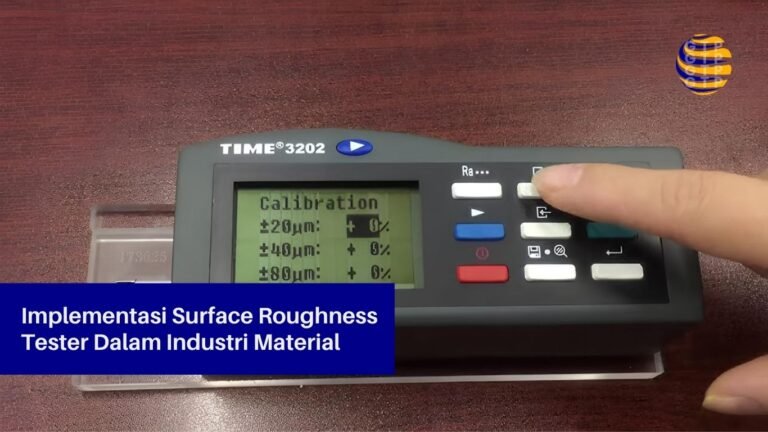 TIME®3202
Ra•••
Calibration
±20μm: + 0%
±40μm: + 0%
±80μm: + 0%
Implementasi Surface Roughness
Tester Dalam Industri Material